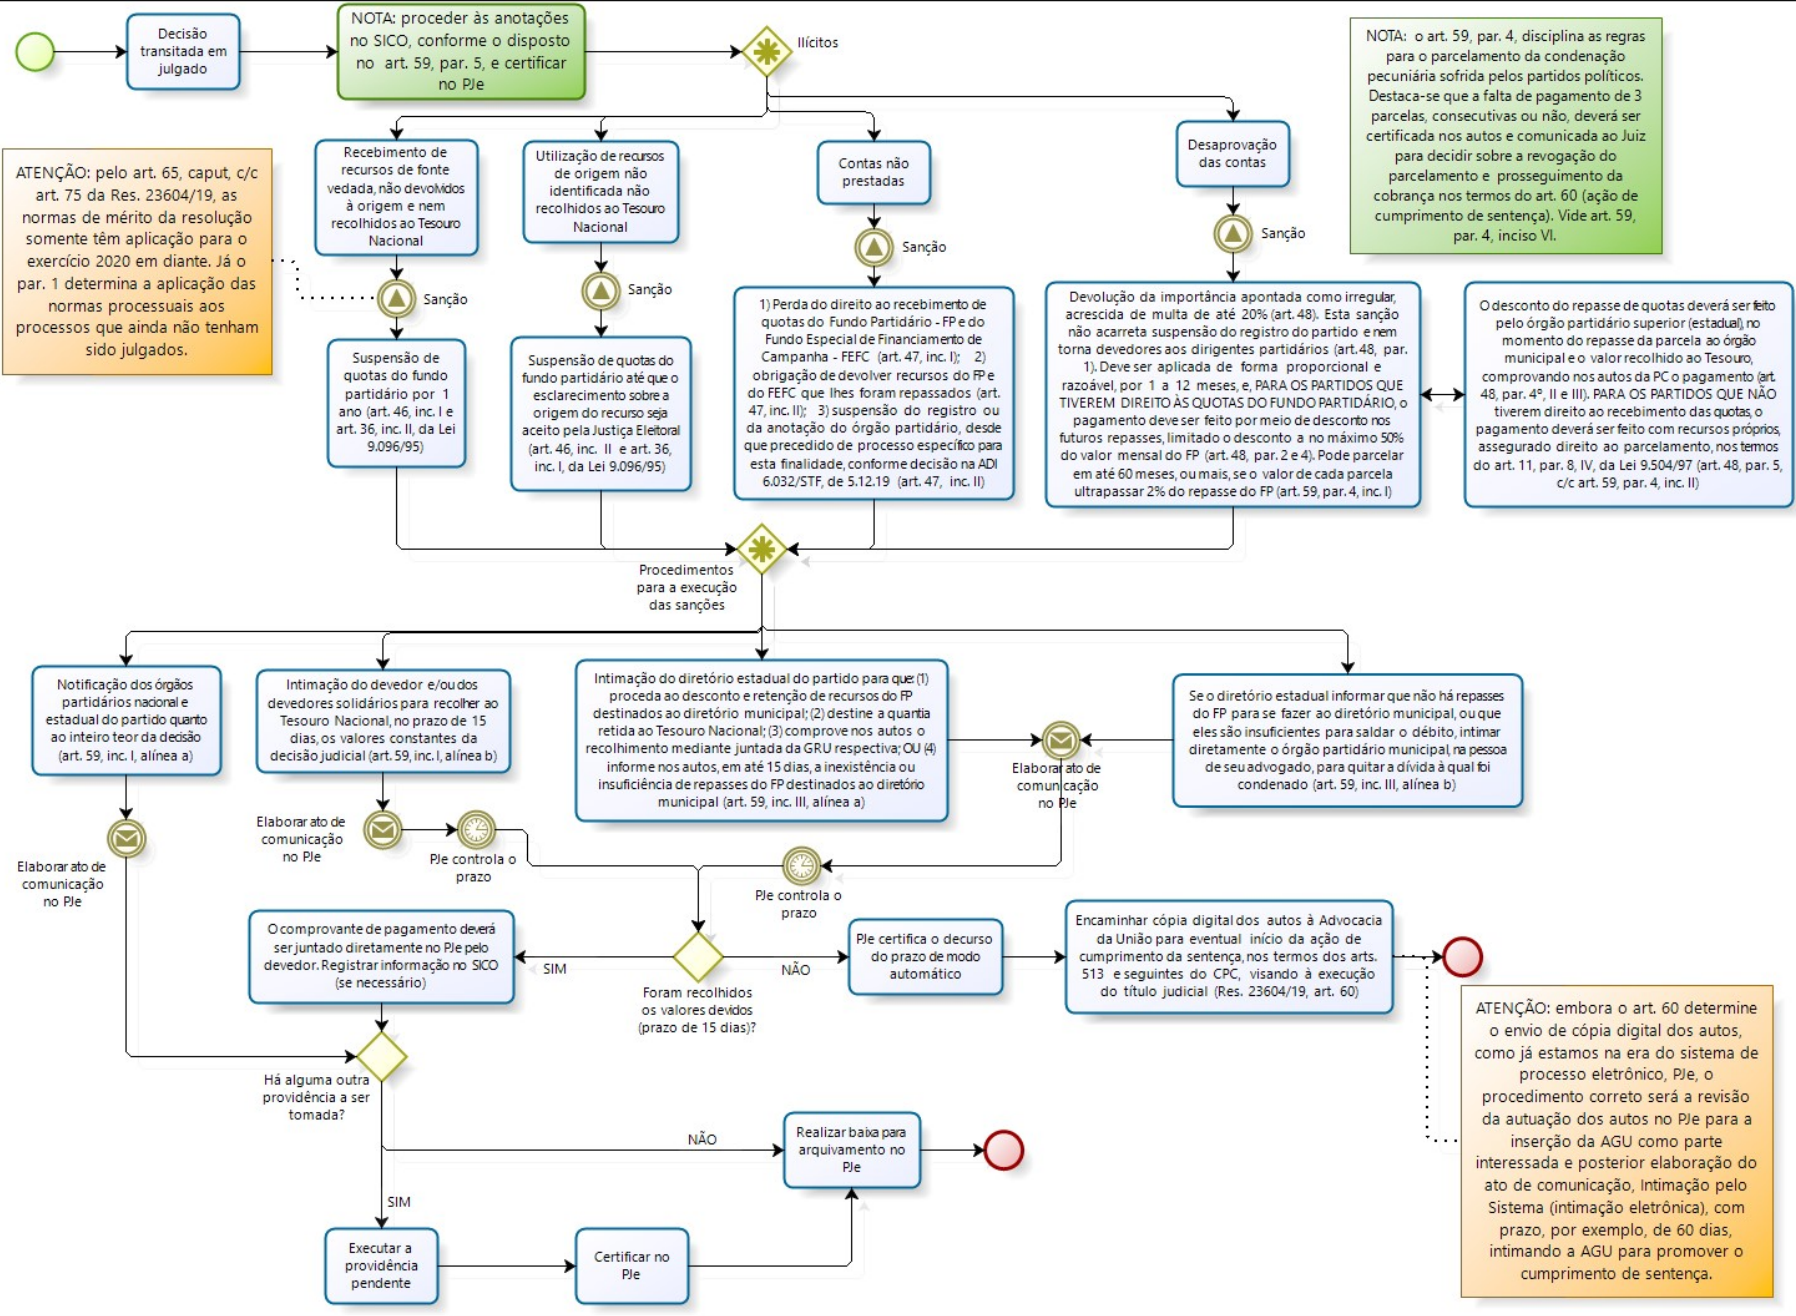 Decisão
transitada em
julgado
NOTA: proceder às anotações
no SICO, conforme o disposto
no art. 59, par. 5, e certificar
no PJe
Ilícitos
NOTA: o art. 59, par. 4, disciplina as regras
para o parcelamento da condenação
pecuniária sofrida pelos partidos políticos.
Destaca-se que a falta de pagamento de 3
parcelas, consecutivas ou não, deverá ser
certificada nos autos e comunicada ao Juiz
para decidir sobre a revogação do
parcelamento e prosseguimento da
cobrança nos termos do art. 60 (ação de
cumprimento de sentença). Vide art. 59,
par. 4, inciso VI.
ATENÇÃO: pelo art. 65, caput, c/c
art. 75 da Res. 23604/19, as
normas de mérito da resolução
somente têm aplicação para o
exercício 2020 em diante. Já o
par. 1 determina a aplicação das
normas processuais aos
processos que ainda não tenham
sido julgados.
Recebimento de
recursos de fonte
vedada, não devolvidos
à origem e nem
recolhidos ao Tesouro
Nacional
Utilização de recursos
de origem não
identificada não
recolhidos ao Tesouro
Nacional
Contas não
prestadas
Desaprovação
das contas
Sanção
Sanção
Sanção
Sanção
Suspensão de
quotas do fundo
partidário por 1
ano (art. 46, inc. I e
art. 36, inc. II, da Lei
9.096/95)
Suspensão de quotas do
fundo partidário até que o
esclarecimento sobre a
origem do recurso seja
aceito pela Justiça Eleitoral
(art. 46, inc. II e art. 36,
inc. I, da Lei 9.096/95)
1) Perda do direito ao recebimento de
quotas do Fundo Partidário - FP e do
Fundo Especial de Financiamento de
Campanha - FEFC (art. 47, inc. I); 2)
obrigação de devolver recursos do FP e
do FEFC que lhes foram repassados (art.
47, inc. II); 3) suspensão do registro ou
da anotação do órgão partidário, desde
que precedido de processo específico para
esta finalidade, conforme decisão na ADI
6.032/STF, de 5.12.19 (art. 47, inc. II)
Devolução da importância apontada como irregular,
acrescida de multa de até 20% (art. 48). Esta sanção
não acarreta suspensão do registro do partido e nem
torna devedores aos dirigentes partidários (art.48, par.
1). Deve ser aplicada de forma proporcional e
razoável, por 1 a 12 meses, e, PARA OS PARTIDOS QUE
TIVEREM DIREITO ÀS QUOTAS DO FUNDO PARTIDÁRIO, o
pagamento deve ser feito por meio de desconto nos
futuros repasses, limitado o desconto a no máximo 50%
do valor mensal do FP (art. 48, par. 2 e 4). Pode parcelar
em até 60 meses, ou mais, se o valor de cada parcela
ultrapassar 2% do repasse do FP (art. 59, par. 4, inc. I)
O desconto do repasse de quotas deverá ser feito
pelo órgão partidário superior (estadual), no
momento do repasse da parcela ao órgão
municipal e o valor recolhido ao Tesouro,
comprovando nos autos da PC o pagamento (art.
48, par. 4º, II e III). PARA OS PARTIDOS QUE NÃO
tiverem direito ao recebimento das quotas, o
pagamento deverá ser feito com recursos próprios,
assegurado direito ao parcelamento, nos termos
do art. 11, par. 8, IV, da Lei 9.504/97 (art. 48, par. 5,
c/c art. 59, par. 4, inc. II)
Procedimentos
para a execução
das sanções
Notificação dos órgãos
partidários nacional e
estadual do partido quanto
ao inteiro teor da decisão
(art. 59, inc. I, alínea a)
Intimação do devedor e/ou dos
devedores solidários para recolher ao
Tesouro Nacional, no prazo de 15
dias, os valores constantes da
decisão judicial (art. 59, inc. I, alínea b)
Intimação do diretório estadual do partido para que: (1)
proceda ao desconto e retenção de recursos do FP
destinados ao diretório municipal; (2) destine a quantia
retida ao Tesouro Nacional; (3) comprove nos autos o
recolhimento mediante juntada da GRU respectiva; OU (4)
informe nos autos, em até 15 dias, a inexistência ou
insuficiência de repasses do FP destinados ao diretório
municipal (art. 59, inc. III, alínea a)
Se o diretório estadual informar que não há repasses
do FP para se fazer ao diretório municipal, ou que
eles são insuficientes para saldar o débito, intimar
diretamente o órgão partidário municipal, na pessoa
de seu advogado, para quitar a dívida à qual foi
condenado (art. 59, inc. III, alínea b)
Elaborar ato de
comunicação
no PJe
Elaborar ato de
comunicação
no PJe
PJe controla o
prazo
Elaborar ato de
comunicação
no PJe
PJe controla o
prazo
O comprovante de pagamento deverá
ser juntado diretamente no PJe pelo
devedor. Registrar informação no SICO
(se necessário)
SIM
Foram recolhidos
os valores devidos
(prazo de 15 dias)?
NÃO
PJe certifica o decurso
do prazo de modo
automático
Encaminhar cópia digital dos autos à Advocacia
da União para eventual início da ação de
cumprimento da sentença, nos termos dos arts.
513 e seguintes do CPC, visando à execução
do título judicial (Res. 23604/19, art. 60)
ATENÇÃO: embora o art. 60 determine
o envio de cópia digital dos autos,
como já estamos na era do sistema de
processo eletrônico, PJe, o
procedimento correto será a revisão
da autuação dos autos no PJe para a
inserção da AGU como parte
interessada e posterior elaboração do
ato de comunicação, Intimação pelo
Sistema (intimação eletrônica), com
prazo, por exemplo, de 60 dias,
intimando a AGU para promover o
cumprimento de sentença.
Há alguma outra
providência a ser
tomada?
NÃO
Realizar baixa para
arquivamento no
PJe
SIM
Executar a
providência
pendente
Certificar no
PJe